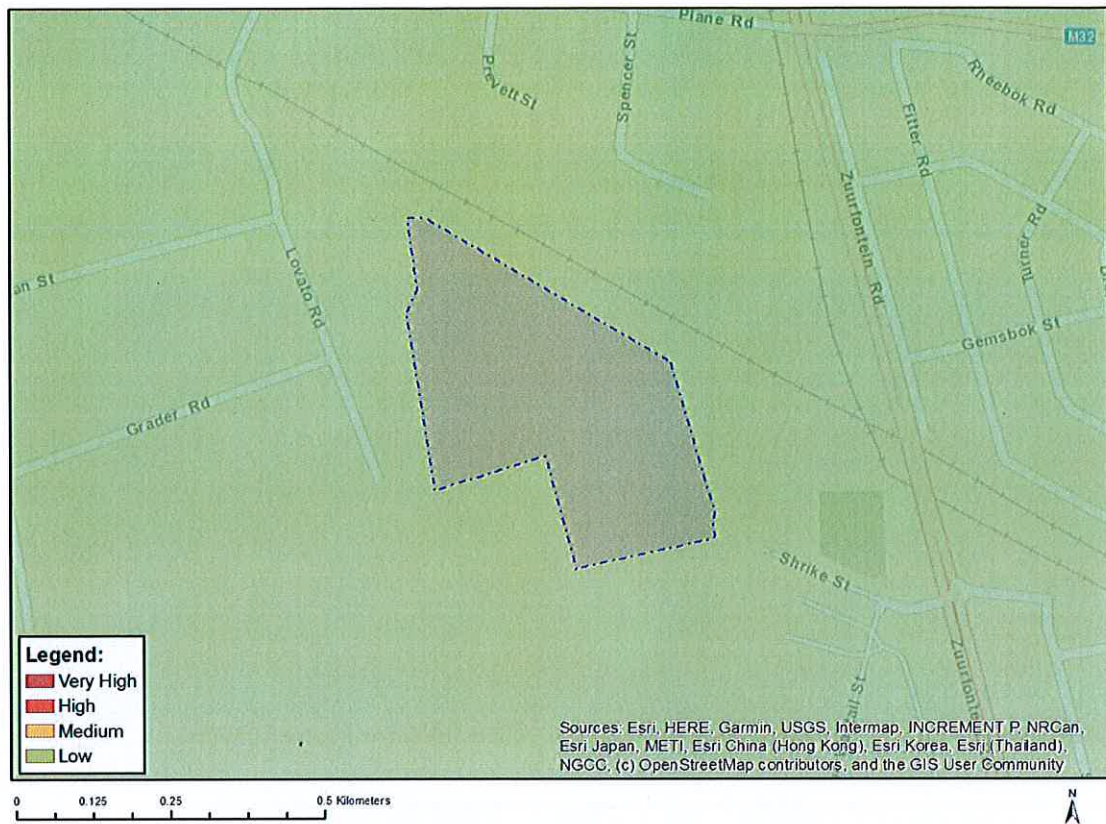 Plane Rd
M32
Prevett St
Spencer St
Rheebok Rd
Fitter Rd
Zuurfontein Rd
Turner Rd
an St
Lovato Rd
Gemsbok St
Grader Rd
Shrike St
Zuurfontein
ail St
Legend:
Very High
High
Medium
Low
Sources: Esri, HERE, Garmin, USGS, Intermap, INCREMENT P, NRCan,
Esri Japan, METI, Esri China (Hong Kong), Esri Korea, Esri (Thailand),
NGCC, (c) OpenStreetMap contributors, and the GIS User Community
0 0.125 0.25 0.5 Kilometers
N